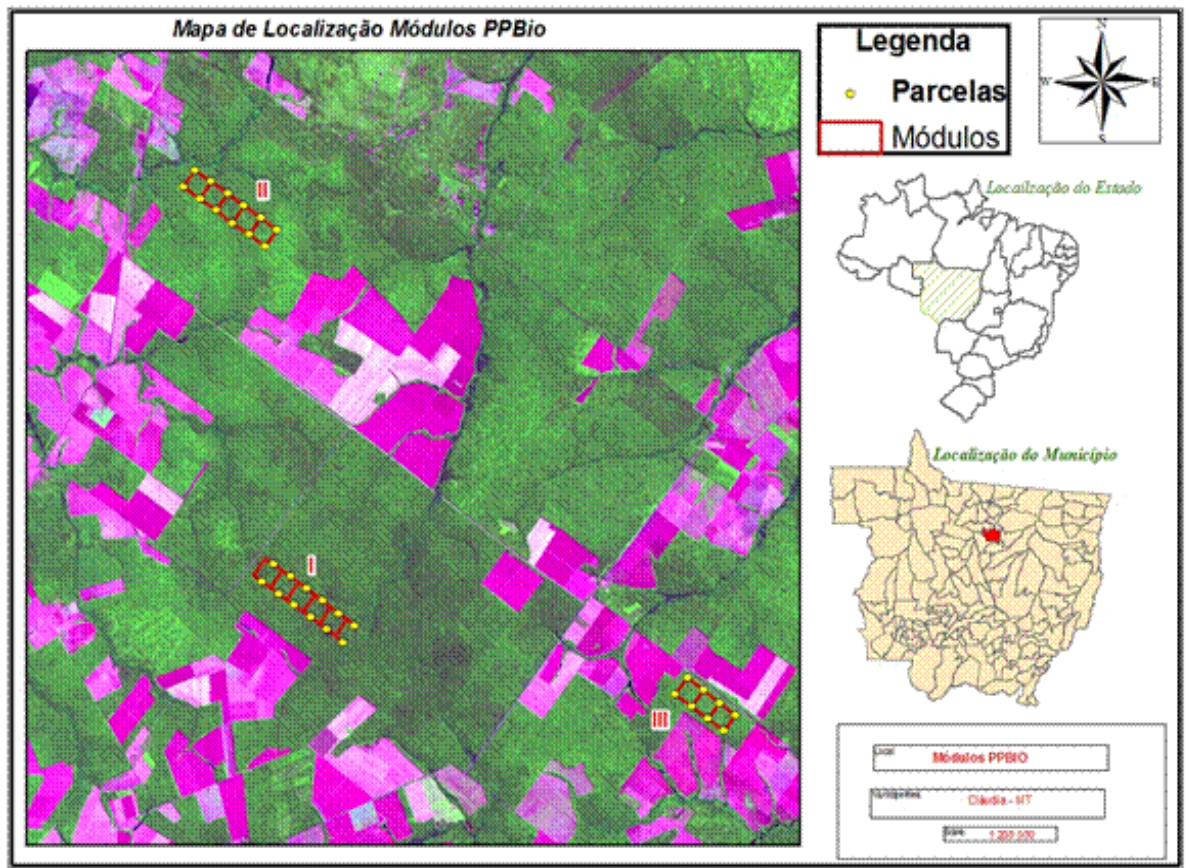 Mapa de Localização Módulos PPBio
Legenda
Parcelas
Módulos
N
W
E
S
II
I
III
Localização do Estado
Localização do Município
Local
Módulos PPBIO
Cláudia - MT